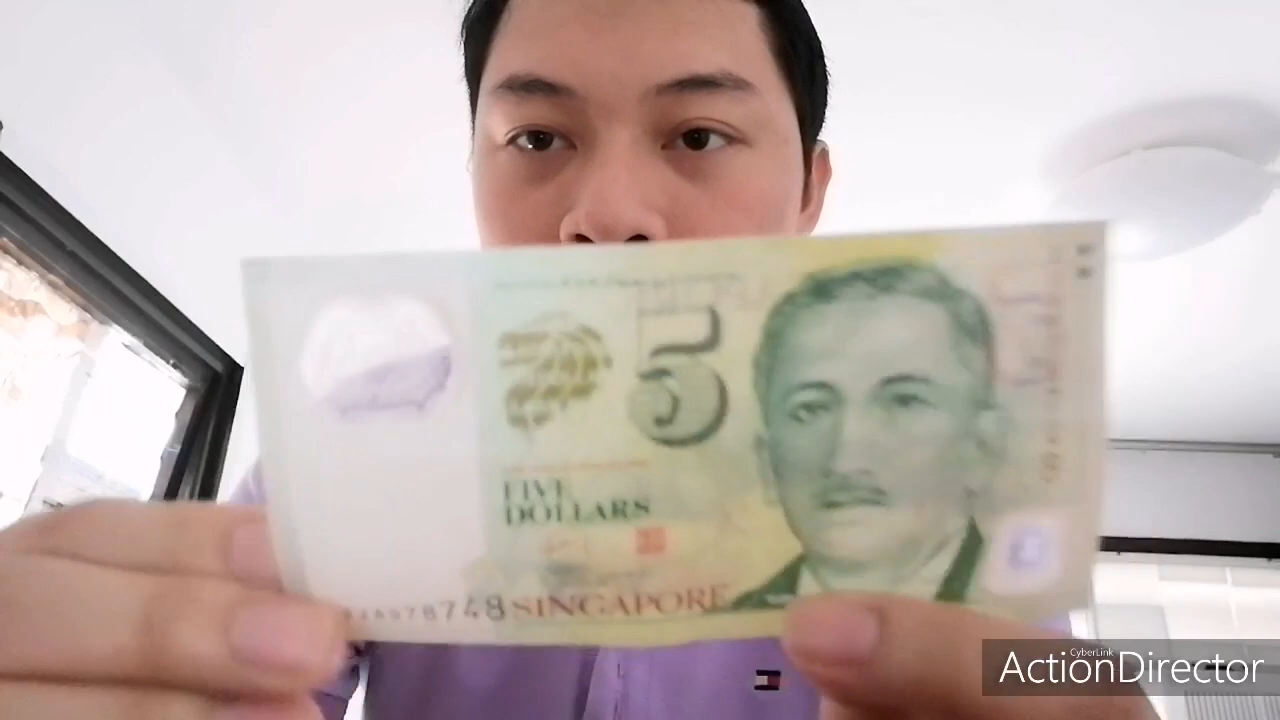 5
FIVE
DOLLARS
SINGAPORE
CyberLink
ActionDirector